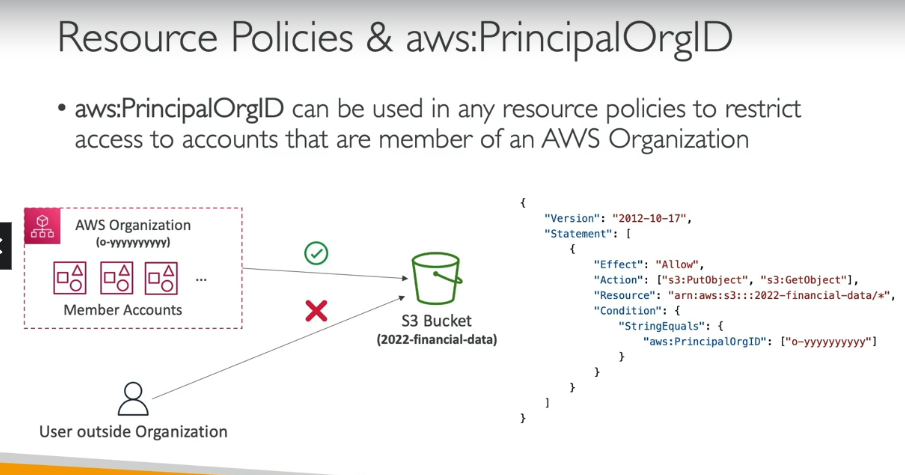 Resource Policies & aws:PrincipalOrgID
• aws:PrincipalOrgID can be used in any resource policies to restrict
access to accounts that are member of an AWS Organization
AWS Organization
(o-yyyyyyyyy)
...
Member Accounts
S3 Bucket
(2022-financial-data)
User outside Organization
{
"Version": "2012-10-17",
"Statement": [
{
"Effect": "Allow",
"Action": ["s3:PutObject", "s3:GetObject"],
"Resource": "arn:aws:s3:::2022-financial-data/*",
"Condition": {
"StringEquals": {
"aws:PrincipalOrgID": ["o-yyyyyyyyyy"]
}
}
}
]
}